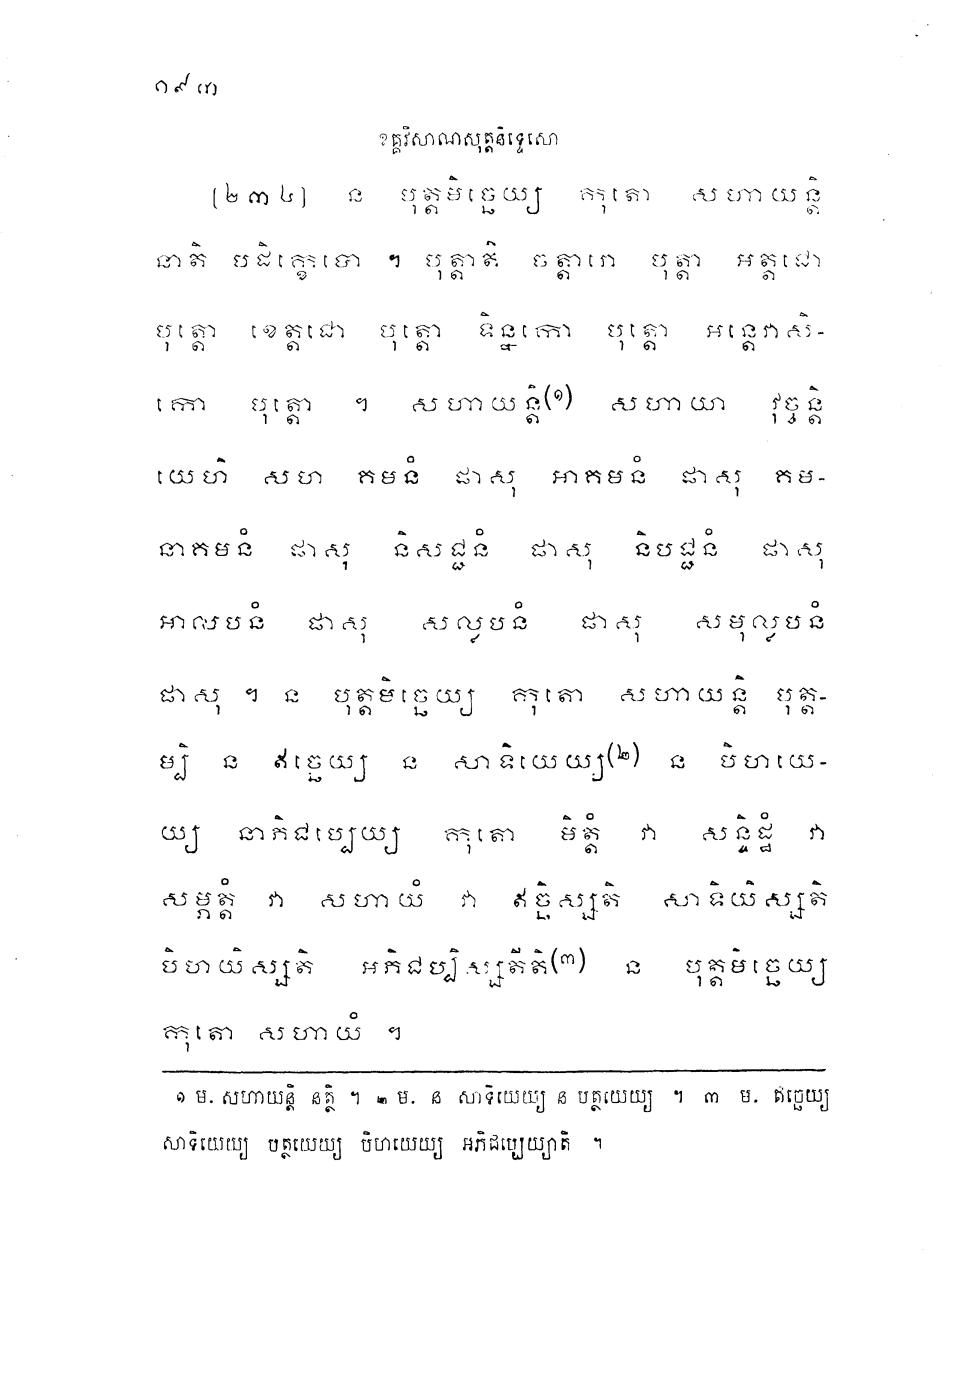 ១៩៧
ខគ្គវិសាណសុត្តនិទ្ទេសោ
[២៣៤] ន បុត្តមិច្ឆេយ្យ កុតោ សហាយន្តិ
នាតិ បដិក្ខេបោ ។ បុត្តាតិ ចត្តារោ បុត្តា អត្តជោ
បុត្តោ ខេត្តជោ បុត្តោ ទិន្នកោ បុត្តោ អន្តេវាសិ-
កោ បុត្តោ ។ សហាយន្តិ(១) សហាយា វុច្ចន្តិ
យេហិ សហ គមនំ ផាសុ អាគមនំ ផាសុ គម-
នាគមនំ ផាសុ និសជ្ជនំ ផាសុ និបជ្ជនំ ផាសុ
អាលបនំ ផាសុ សល្លបនំ ផាសុ សមុល្លបនំ
ផាសុ ។ ន បុត្តមិច្ឆេយ្យ កុតោ សហាយន្តិ បុត្ត-
ម្បិ ន ឥច្ឆេយ្យ ន សាទិយេយ្យ(២) ន បិហយេ-
យ្យ នាភិជប្បេយ្យ កុតោ មិត្តំ វា សន្ទិដ្ឋំ វា
សម្ភត្តំ វា សហាយំ វា ឥច្ឆិស្សតិ សាទិយិស្សតិ
បិហយិស្សតិ អភិជប្បិស្សតីតិ(៣) ន បុត្តមិច្ឆេយ្យ
កុតោ សហាយំ ។
១ ម. សហាយន្តិ នត្ថិ ។ ២ ម. ន សាទិយេយ្យ ន បត្ថយេយ្យ ។ ៣ ម. ឥច្ឆេយ្យ
សាទិយេយ្យ បត្ថយេយ្យ បិហយេយ្យ អភិជប្បេយ្យាតិ ។